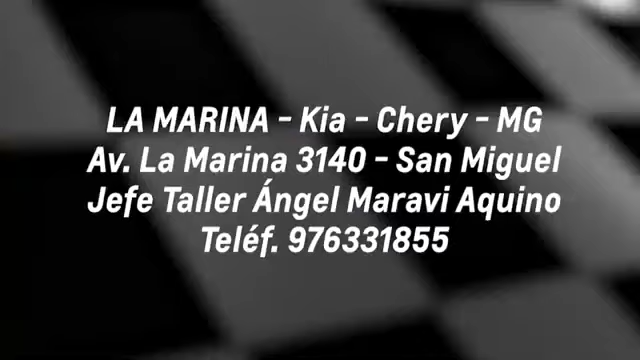 LA MARINA - Kia - Chery - MG
Av. La Marina 3140 - San Miguel
Jefe Taller Ángel Maravi Aquino
Teléf. 976331855